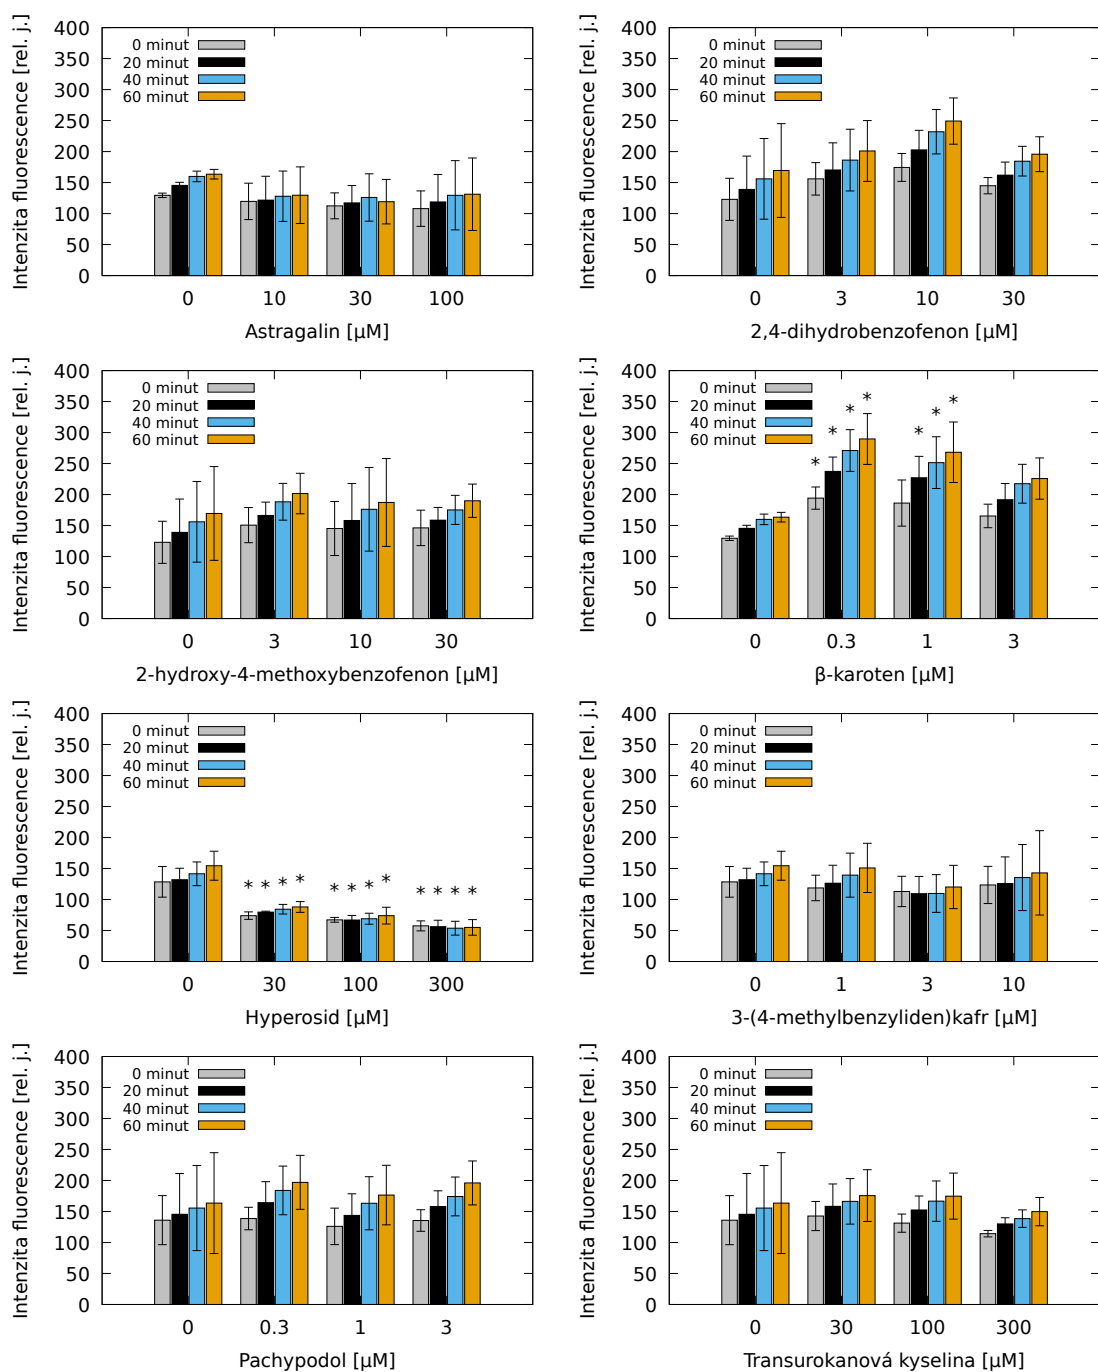 400
350
300
250
200
150
100
50
0
Intenzita fluorescence [rel. j.]
0 minut
20 minut
40 minut
60 minut
0 10 30 100
Astragalin [µM]
400
350
300
250
200
150
100
50
0
Intenzita fluorescence [rel. j.]
0 minut
20 minut
40 minut
60 minut
0 3 10 30
2,4-dihydrobenzofenon [µM]
400
350
300
250
200
150
100
50
0
Intenzita fluorescence [rel. j.]
0 minut
20 minut
40 minut
60 minut
0 3 10 30
2-hydroxy-4-methoxybenzofenon [µM]
400
350
300
250
200
150
100
50
0
Intenzita fluorescence [rel. j.]
0 minut
20 minut
40 minut
60 minut
* * * * * * *
0 0.3 1 3
β-karoten [µM]
400
350
300
250
200
150
100
50
0
Intenzita fluorescence [rel. j.]
0 minut
20 minut
40 minut
60 minut
* * * * * * * * * * * *
0 30 100 300
Hyperosid [µM]
400
350
300
250
200
150
100
50
0
Intenzita fluorescence [rel. j.]
0 minut
20 minut
40 minut
60 minut
0 1 3 10
3-(4-methylbenzyliden)kafr [µM]
400
350
300
250
200
150
100
50
0
Intenzita fluorescence [rel. j.]
0 minut
20 minut
40 minut
60 minut
0 0.3 1 3
Pachypodol [µM]
400
350
300
250
200
150
100
50
0
Intenzita fluorescence [rel. j.]
0 minut
20 minut
40 minut
60 minut
0 30 100 300
Transurokanová kyselina [µM]